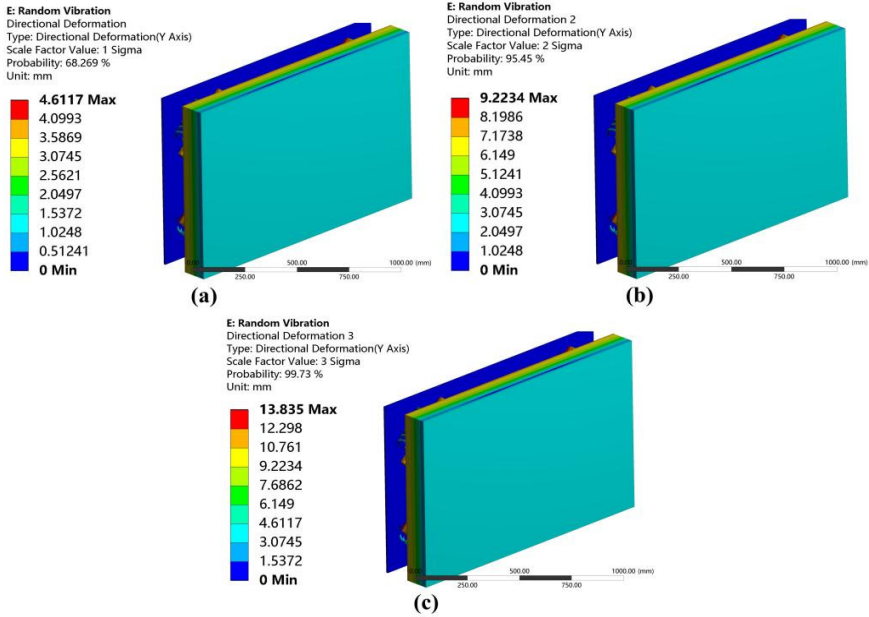 E: Random Vibration
Directional Deformation
Type: Directional Deformation(Y Axis)
Scale Factor Value: 1 Sigma
Probability: 68.269 %
Unit: mm
4.6117 Max
4.0993
3.5869
3.0745
2.5621
2.0497
1.5372
1.0248
0.51241
0 Min
0.00
500.00
1000.00 (mm)
250.00
750.00
(a)
E: Random Vibration
Directional Deformation 2
Type: Directional Deformation(Y Axis)
Scale Factor Value: 2 Sigma
Probability: 95.45 %
Unit: mm
9.2234 Max
8.1986
7.1738
6.149
5.1241
4.0993
3.0745
2.0497
1.0248
0 Min
0.00
500.00
1000.00 (mm)
250.00
750.00
(b)
E: Random Vibration
Directional Deformation 3
Type: Directional Deformation(Y Axis)
Scale Factor Value: 3 Sigma
Probability: 99.73 %
Unit: mm
13.835 Max
12.298
10.761
9.2234
7.6862
6.149
4.6117
3.0745
1.5372
0 Min
0.00
500.00
1000.00 (mm)
250.00
750.00
(c)